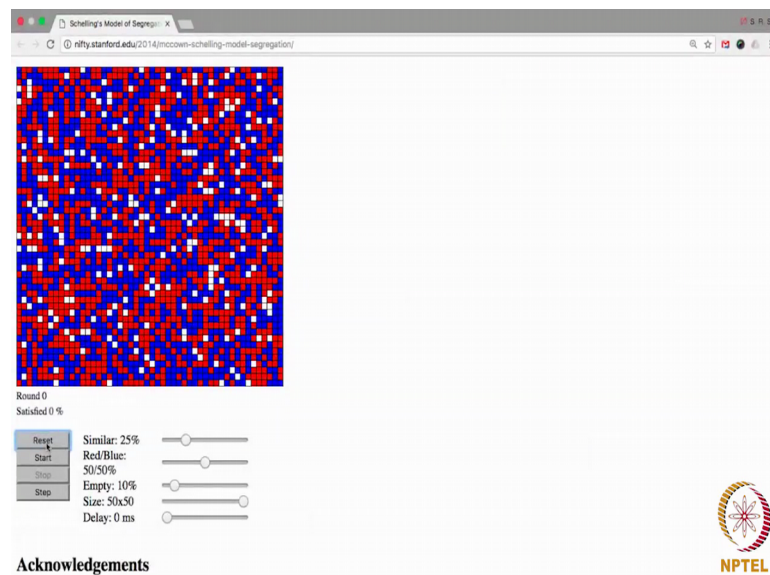 Schelling's Model of Segregat
S. R. S
nifty.stanford.edu/2014/mccown-schelling-model-segregation/
Round 0
Satisfied 0 %
Reset
Start
Stop
Step
Similar: 25%
Red/Blue:
50/50%
Empty: 10%
Size: 50x50
Delay: 0 ms
Acknowledgements
NPTEL